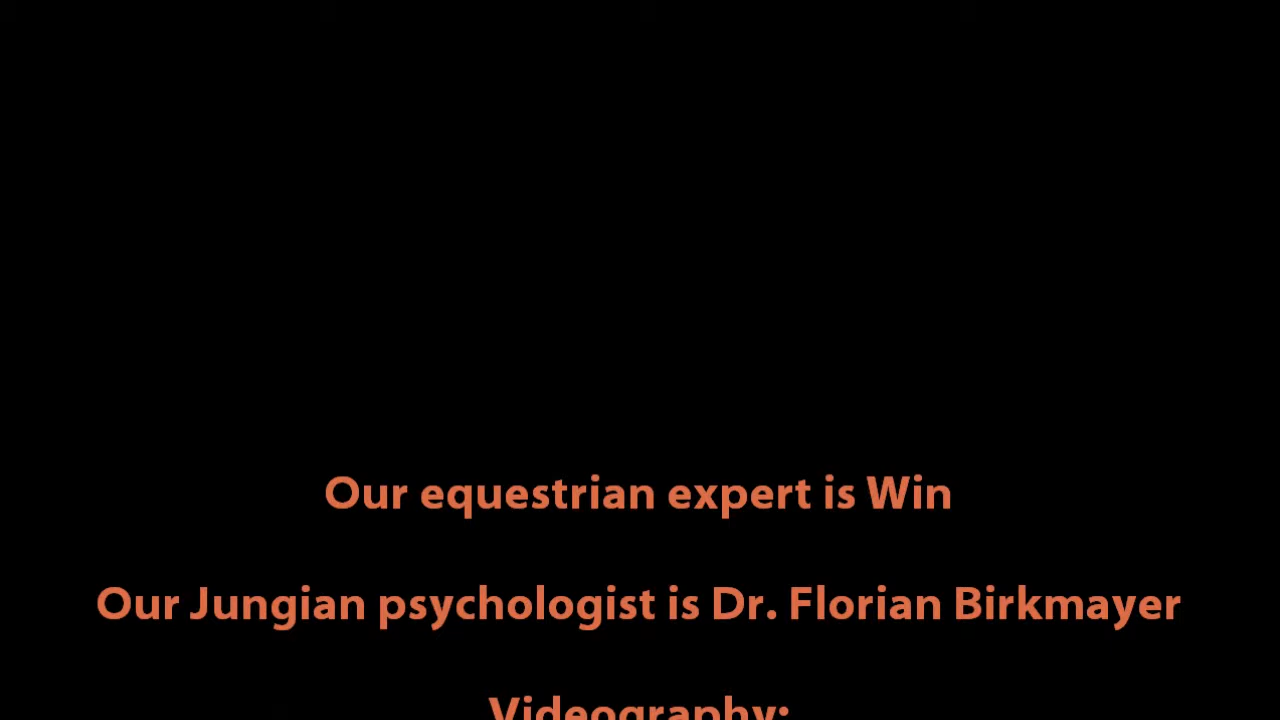 Our equestrian expert is Win
Our Jungian psychologist is Dr. Florian Birkmayer
Videography: